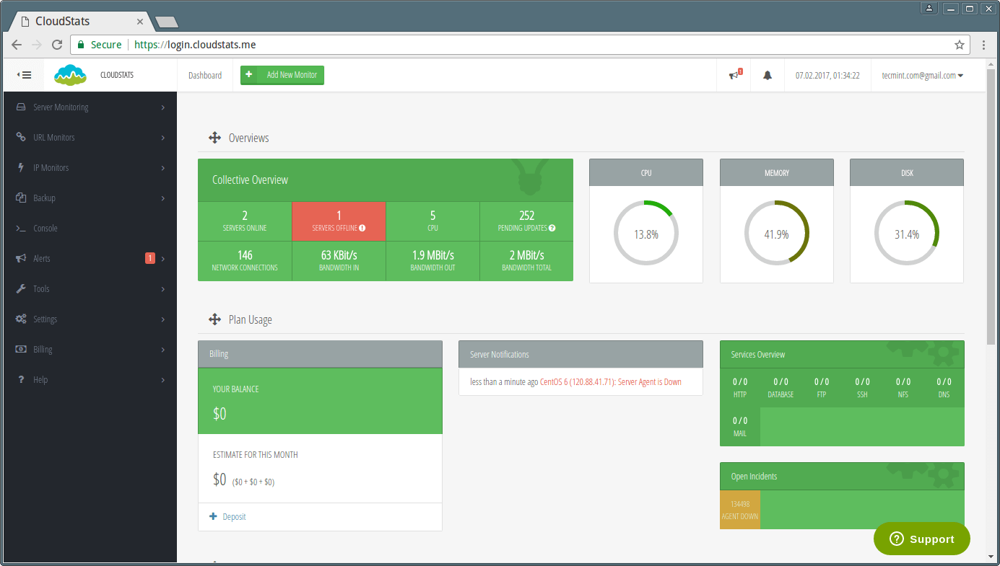 CloudStats
Secure https://login.cloudstats.me
CLOUDSTATS
Dashboard
Add New Monitor
1
07.02.2017, 01:34:22
tecmint.com@gmail.com
Server Monitoring
URL Monitors
IP Monitors
Backup
Console
Alerts 1
Tools
Settings
Billing
Help
Overviews
Collective Overview
2
SERVERS ONLINE
1
SERVERS OFFLINE
5
CPU
252
PENDING UPDATES
146
NETWORK CONNECTIONS
63 KBit/s
BANDWIDTH IN
1.9 MBit/s
BANDWIDTH OUT
2 MBit/s
BANDWIDTH TOTAL
CPU
13.8%
MEMORY
41.9%
DISK
31.4%
Plan Usage
Billing
YOUR BALANCE
$0
ESTIMATE FOR THIS MONTH
$0 ($0 + $0 + $0)
Deposit
Server Notifications
less than a minute ago CentOS 6 (120.88.41.71): Server Agent is Down
Services Overview
0 / 0
HTTP
0 / 0
DATABASE
0 / 0
FTP
0 / 0
SSH
0 / 0
NFS
0 / 0
DNS
0 / 0
MAIL
Open Incidents
134498
AGENT DOWN
Support